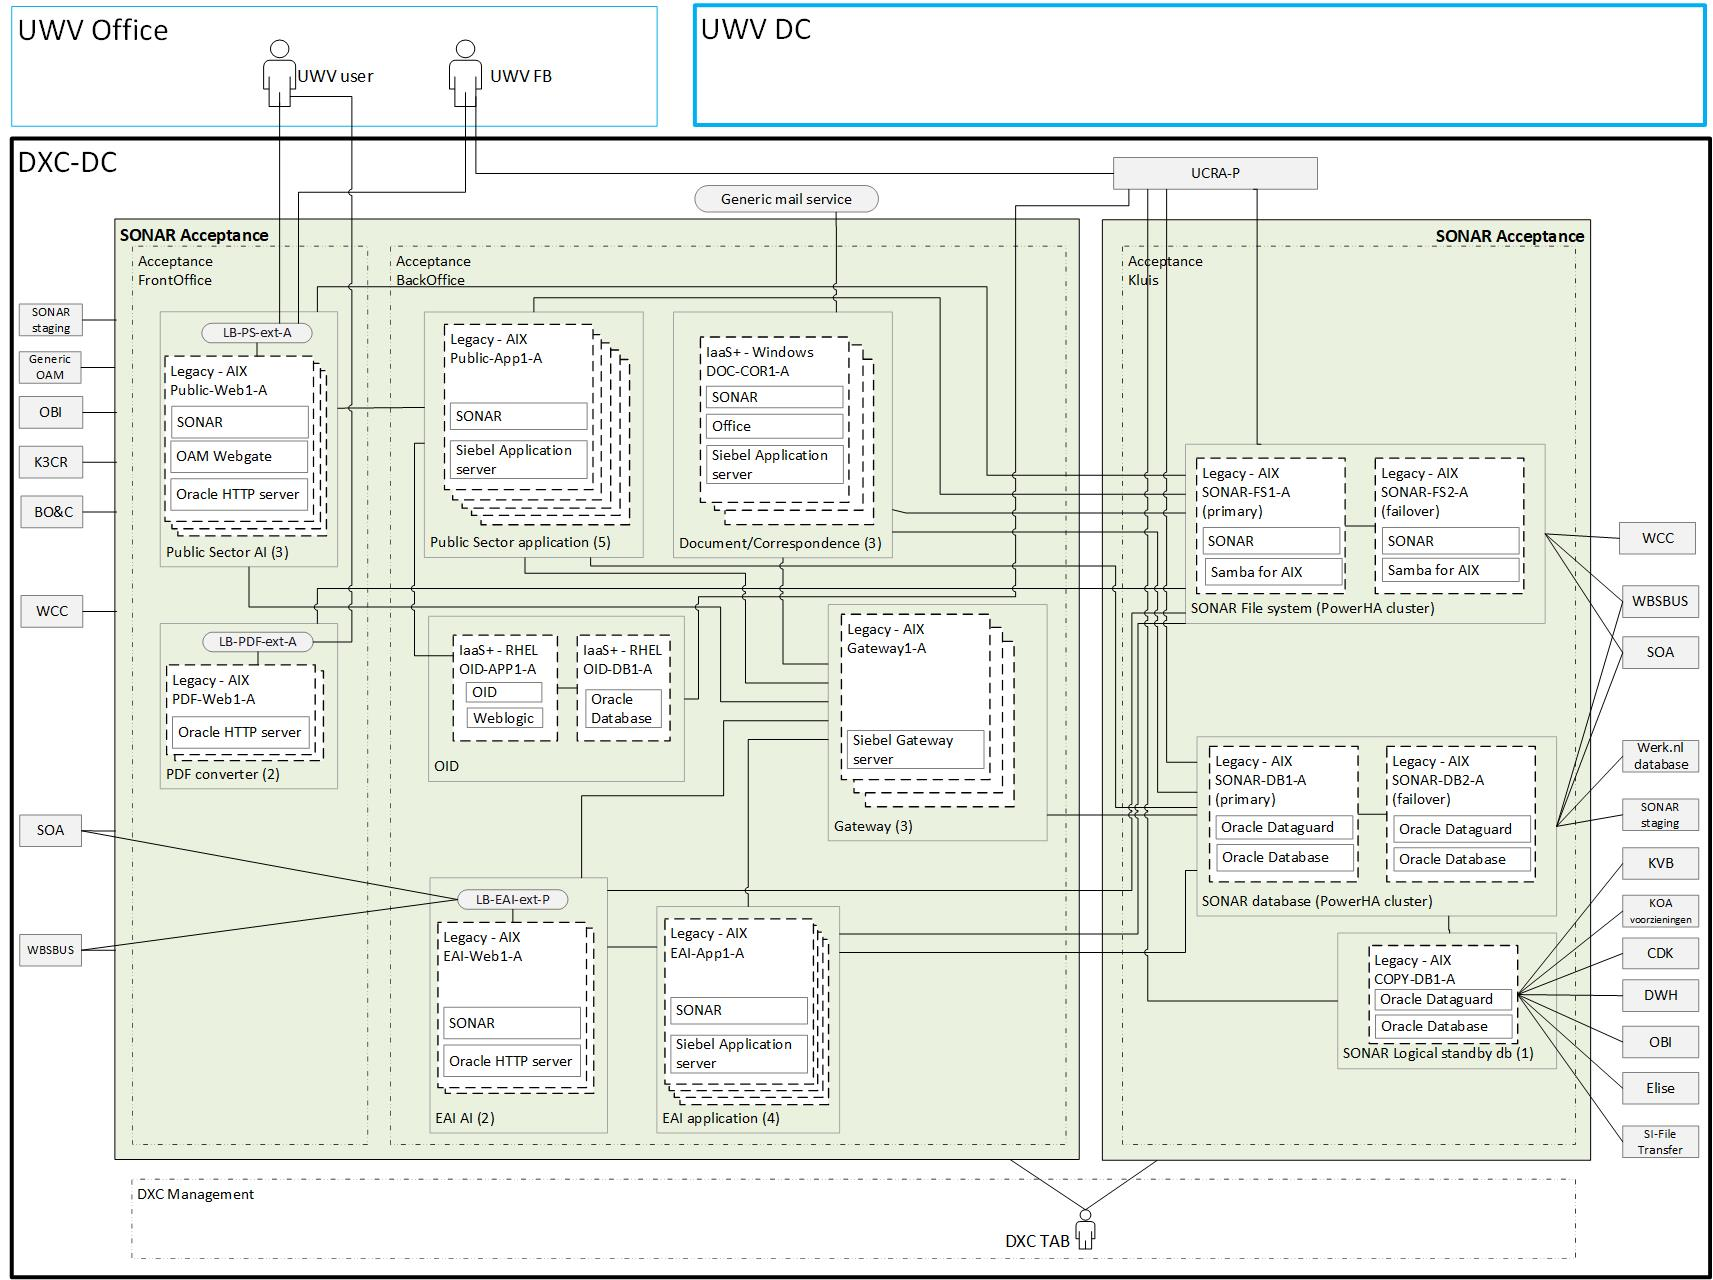 UWV Office
UWV user
UWV FB
UWV DC
DXC-DC
UCRA-P
Generic mail service
SONAR Acceptance
Acceptance
FrontOffice
Acceptance
BackOffice
SONAR Acceptance
Acceptance
Kluis
SONAR
staging
Generic
OAM
OBI
K3CR
BO&C
WCC
SOA
WBSBUS
LB-PS-ext-A
Legacy - AIX
Public-Web1-A
SONAR
OAM Webgate
Oracle HTTP server
Public Sector AI (3)
LB-PDF-ext-A
Legacy - AIX
PDF-Web1-A
Oracle HTTP server
PDF converter (2)
Legacy - AIX
Public-App1-A
SONAR
Siebel Application
server
Public Sector application (5)
IaaS+ - Windows
DOC-COR1-A
SONAR
Office
Siebel Application
server
Document/Correspondence (3)
IaaS+ - RHEL
OID-APP1-A
OID
Weblogic
IaaS+ - RHEL
OID-DB1-A
Oracle
Database
OID
Legacy - AIX
Gateway1-A
Siebel Gateway
server
Gateway (3)
LB-EAI-ext-P
Legacy - AIX
EAI-Web1-A
SONAR
Oracle HTTP server
EAI AI (2)
Legacy - AIX
EAI-App1-A
SONAR
Siebel Application
server
EAI application (4)
Legacy - AIX
SONAR-FS1-A
(primary)
SONAR
Samba for AIX
Legacy - AIX
SONAR-FS2-A
(failover)
SONAR
Samba for AIX
SONAR File system (PowerHA cluster)
Legacy - AIX
SONAR-DB1-A
(primary)
Oracle Dataguard
Oracle Database
Legacy - AIX
SONAR-DB2-A
(failover)
Oracle Dataguard
Oracle Database
SONAR database (PowerHA cluster)
Legacy - AIX
COPY-DB1-A
Oracle Dataguard
Oracle Database
SONAR Logical standby db (1)
WCC
WBSBUS
SOA
Werk.nl
database
SONAR
staging
KVB
KOA
voorzieningen
CDK
DWH
OBI
Elise
SI-File
Transfer
DXC Management
DXC TAB